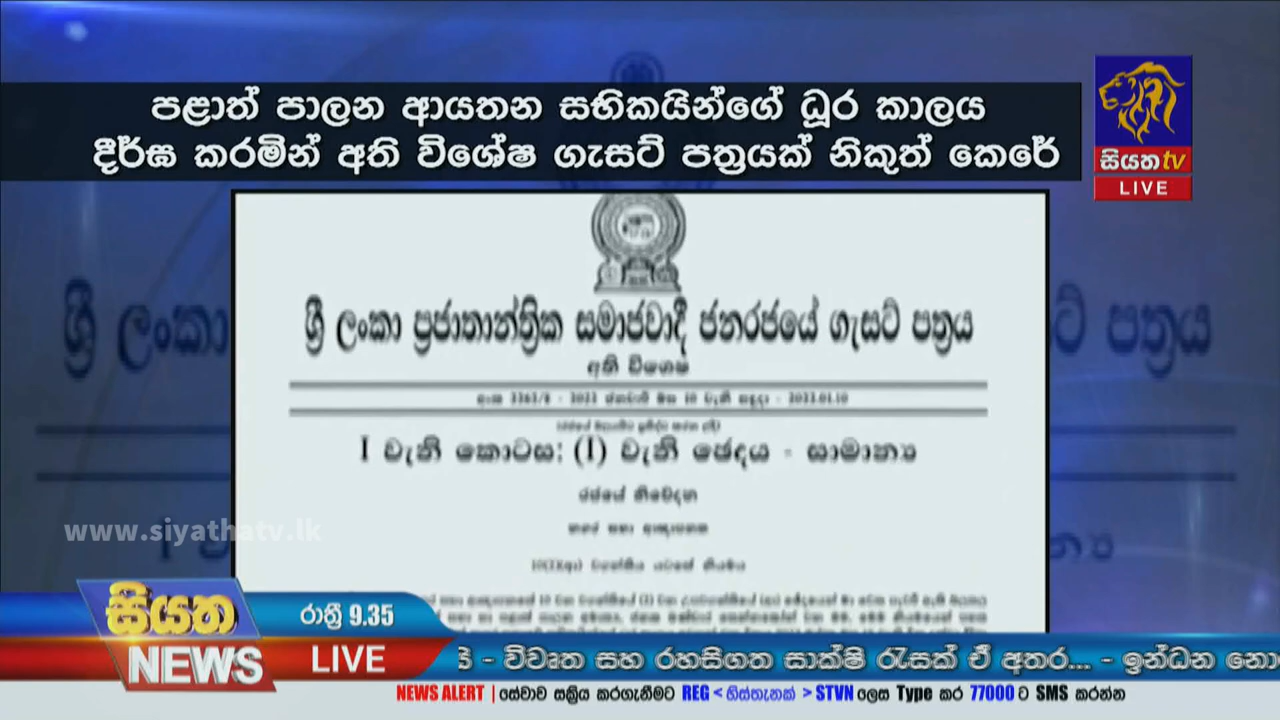 පළාත් පාලන ආයතන සභිකයින්ගේ ධූර කාලය
දීර්ඝ කරමින් අති විශේෂ ගැසට් පත්‍රයක් නිකුත් කෙරේ
සියත tv
LIVE
ශ්‍රී ලංකා ප්‍රජාතාන්ත්‍රික සමාජවාදී ජනරජයේ ගැසට් පත්‍රය
අති විශෙෂ
I වැනි කොටස: (I) වැනි ඡෙදය - සාමාන්‍ය
රජයේ නිවේදන
www.siyathatv.lk
සියත
NEWS
රාත්‍රී 9.35
LIVE
- විවෘත සහ රහසිගත සාක්ෂි රැසක් ඒ අතර... - ඉන්ධන
NEWS ALERT | සේවාව සක්‍රිය කරගැනීමට REG < හිස්තැනක් > STVN ලෙස Type කර 77000 ට SMS කරන්න